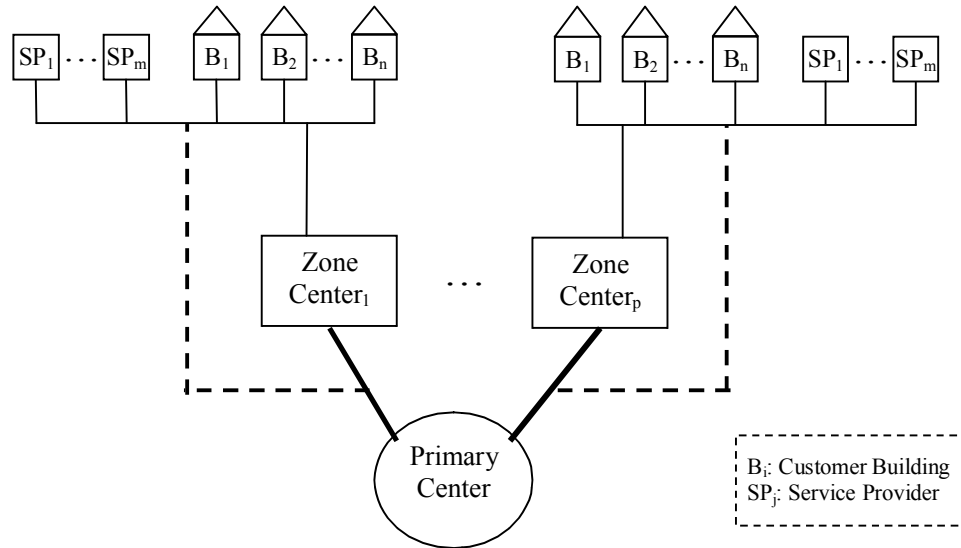 SP₁ ... SPₘ B₁ B₂ ... Bₙ B₁ B₂ ... Bₙ SP₁ ... SPₘ
Zone
Center₁
...
Zone
Centerₚ
Primary
Center
Bᵢ: Customer Building
SPⱼ: Service Provider